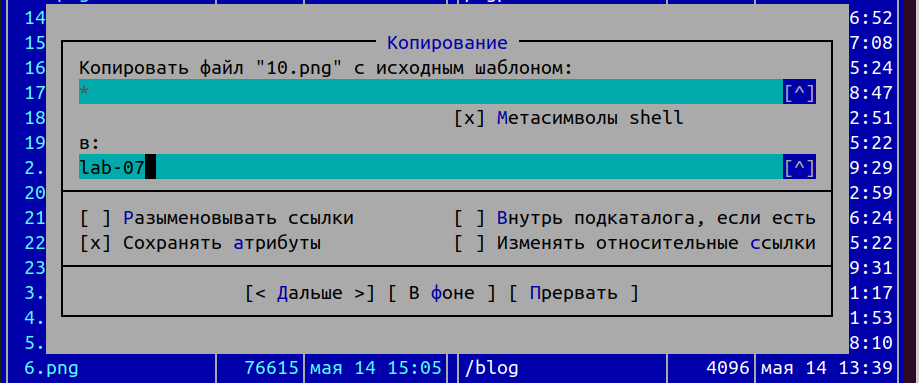 14 6:52
Копирование
15 7:08
16 Копировать файл "10.png" с исходным шаблоном: 5:24
17 * [^] 8:47
18 [x] Метасимволы shell 2:51
19 в: 5:22
2. lab-07 [^] 9:29
20 2:59
21 [ ] Разыменовывать ссылки [ ] Внутрь подкаталога, если есть 6:24
22 [x] Сохранять атрибуты [ ] Изменять относительные ссылки 5:22
23 9:31
3. [< Дальше >] [ В фоне ] [ Прервать ] 1:17
4. 1:53
5. 8:10
6.png 76615 мая 14 15:05 /blog 4096 мая 14 13:39